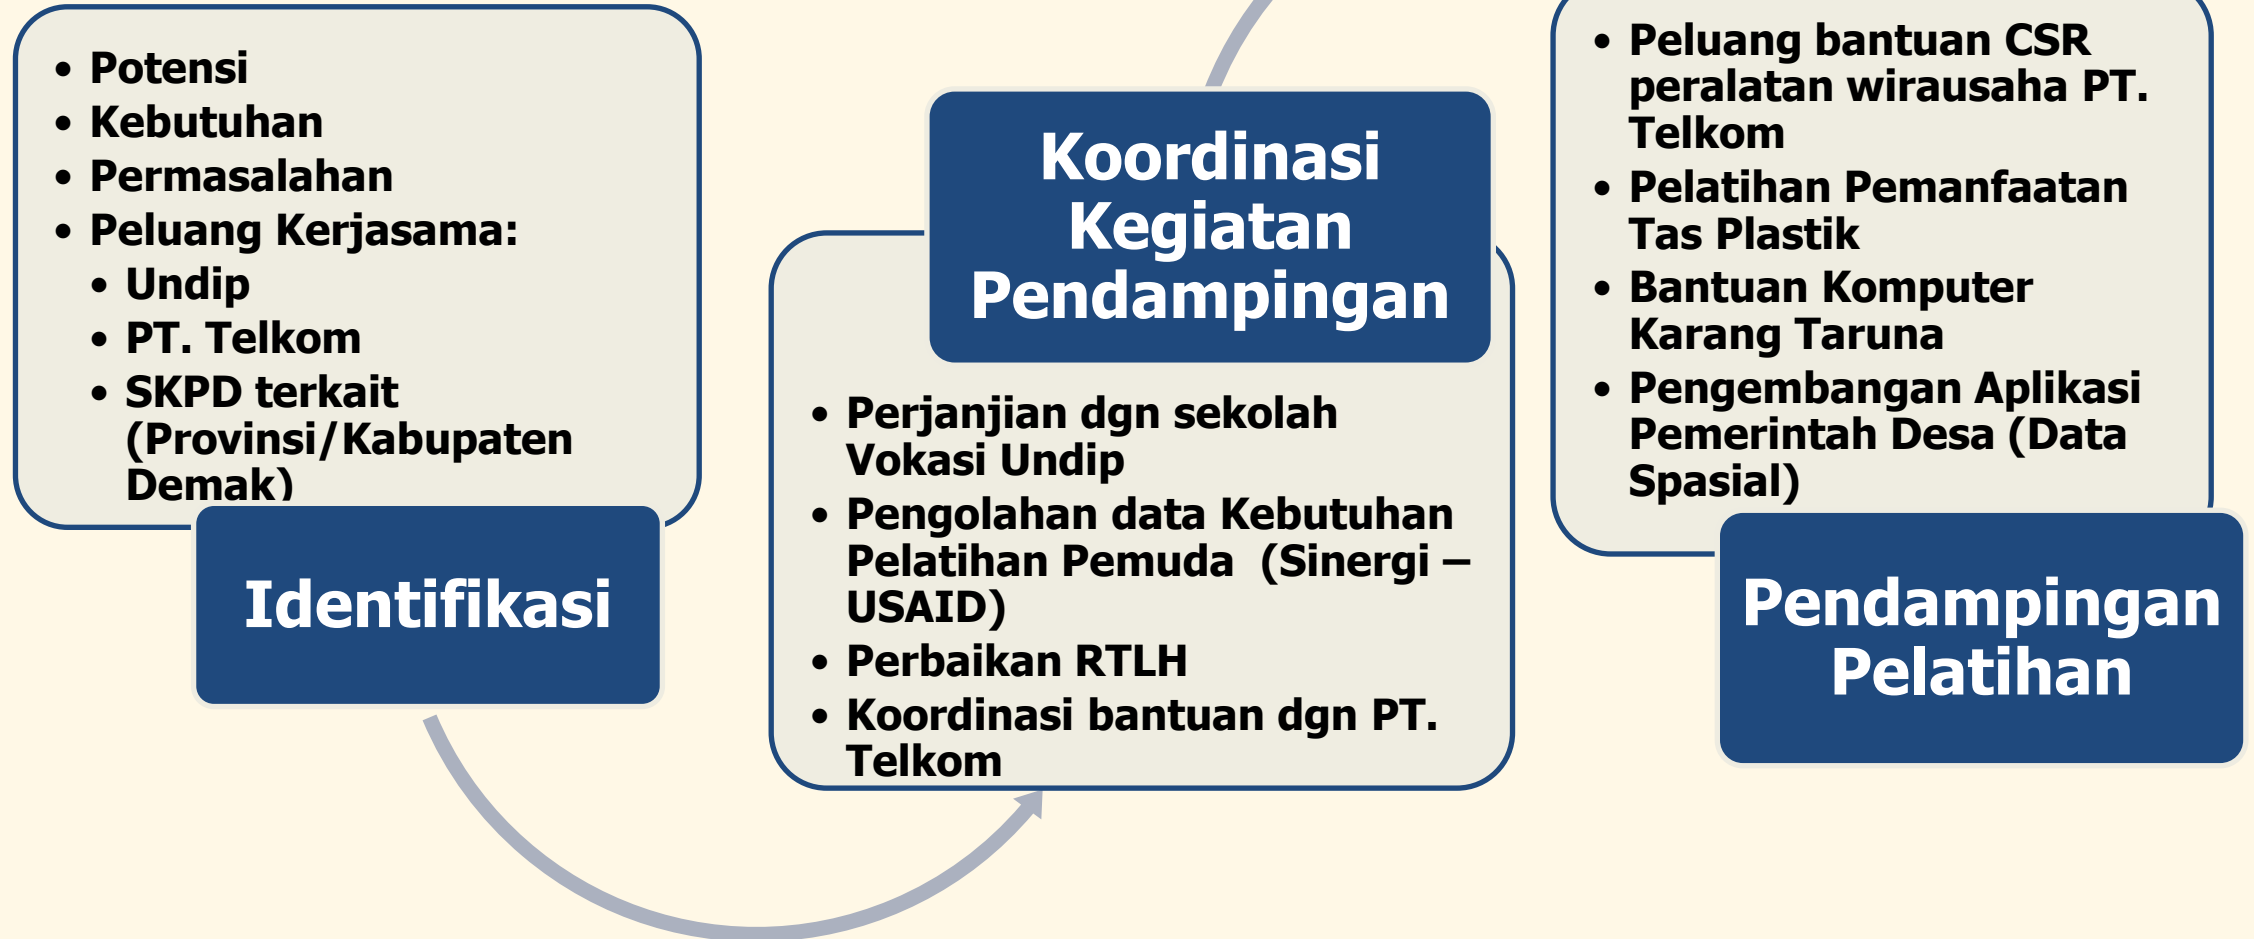 • Potensi
• Kebutuhan
• Permasalahan
• Peluang Kerjasama:
• Undip
• PT. Telkom
• SKPD terkait
(Provinsi/Kabupaten
Demak)
Identifikasi
Koordinasi
Kegiatan
Pendampingan
• Perjanjian dgn sekolah
Vokasi Undip
• Pengolahan data Kebutuhan
Pelatihan Pemuda (Sinergi –
USAID)
• Perbaikan RTLH
• Koordinasi bantuan dgn PT.
Telkom
• Peluang bantuan CSR
peralatan wirausaha PT.
Telkom
• Pelatihan Pemanfaatan
Tas Plastik
• Bantuan Komputer
Karang Taruna
• Pengembangan Aplikasi
Pemerintah Desa (Data
Spasial)
Pendampingan
Pelatihan